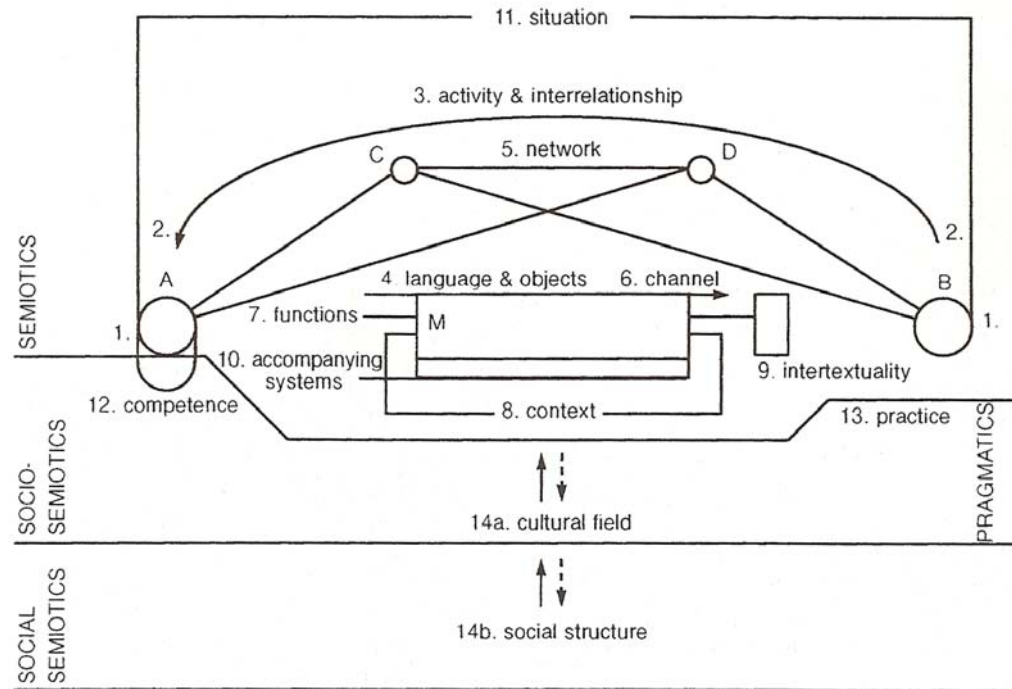 11. situation
3. activity & interrelationship
C
5. network
D
2.
2.
SEMIOTICS
A
4. language & objects
6. channel
B
1.
7. functions
M
1.
10. accompanying
systems
9. intertextuality
12. competence
8. context
13. practice
SOCIO-
SEMIOTICS
14a. cultural field
PRAGMATICS
SOCIAL
SEMIOTICS
14b. social structure